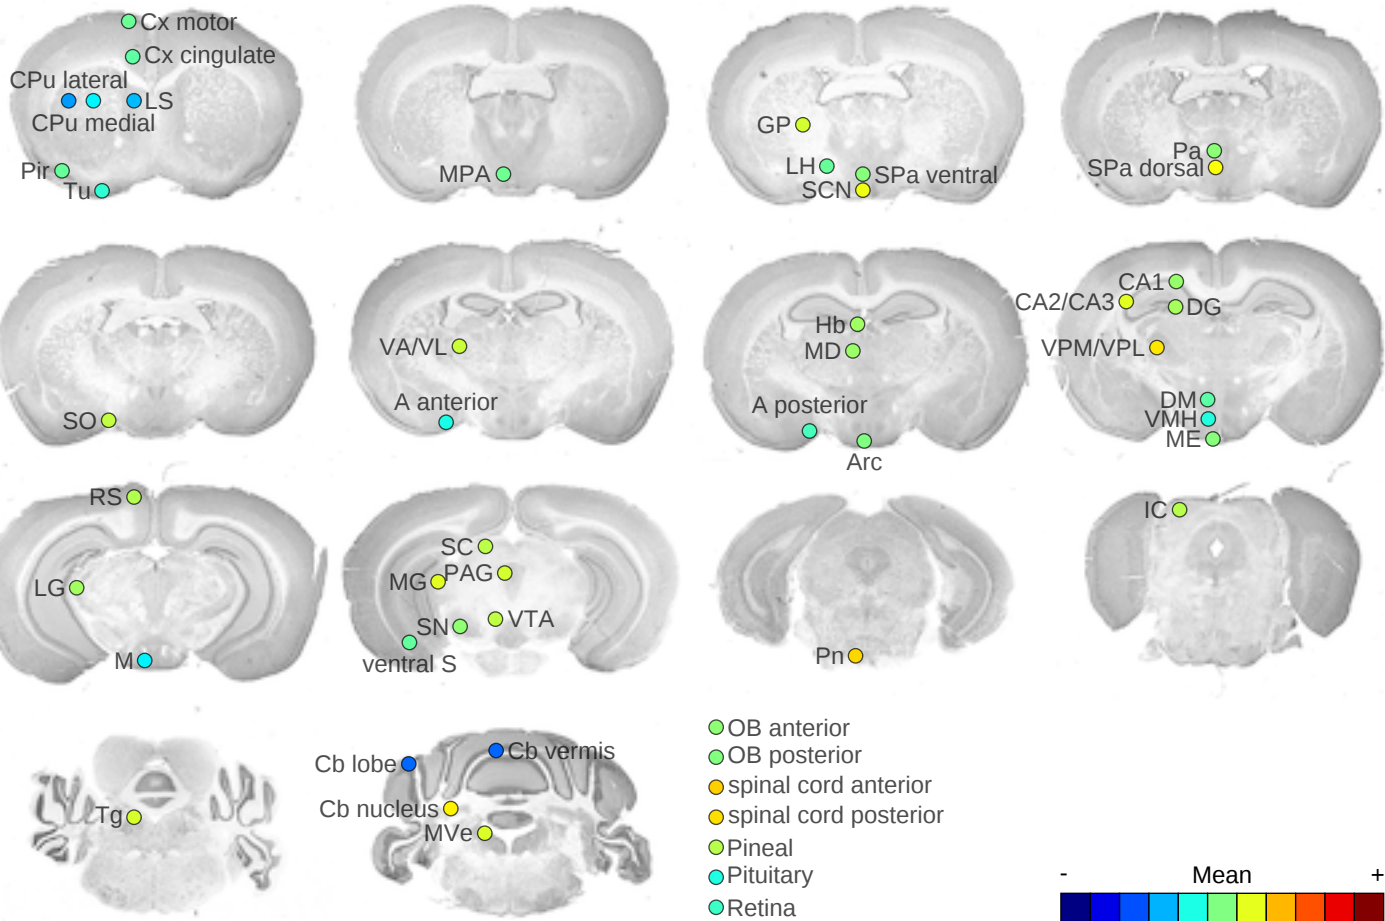 Cx motor
Cx cingulate
CPu lateral
LS
CPu medial
Pir
Tu
MPA
GP
LH
SPa ventral
SCN
Pa
SPa dorsal
SO
VA/VL
A anterior
Hb
MD
A posterior
Arc
CA1
CA2/CA3
DG
VPM/VPL
DM
VMH
ME
RS
LG
M
SC
MG
PAG
SN
VTA
ventral S
Pn
IC
Tg
Cb lobe
Cb vermis
Cb nucleus
MVe
OB anterior
OB posterior
spinal cord anterior
spinal cord posterior
Pineal
Pituitary
Retina
- Mean +